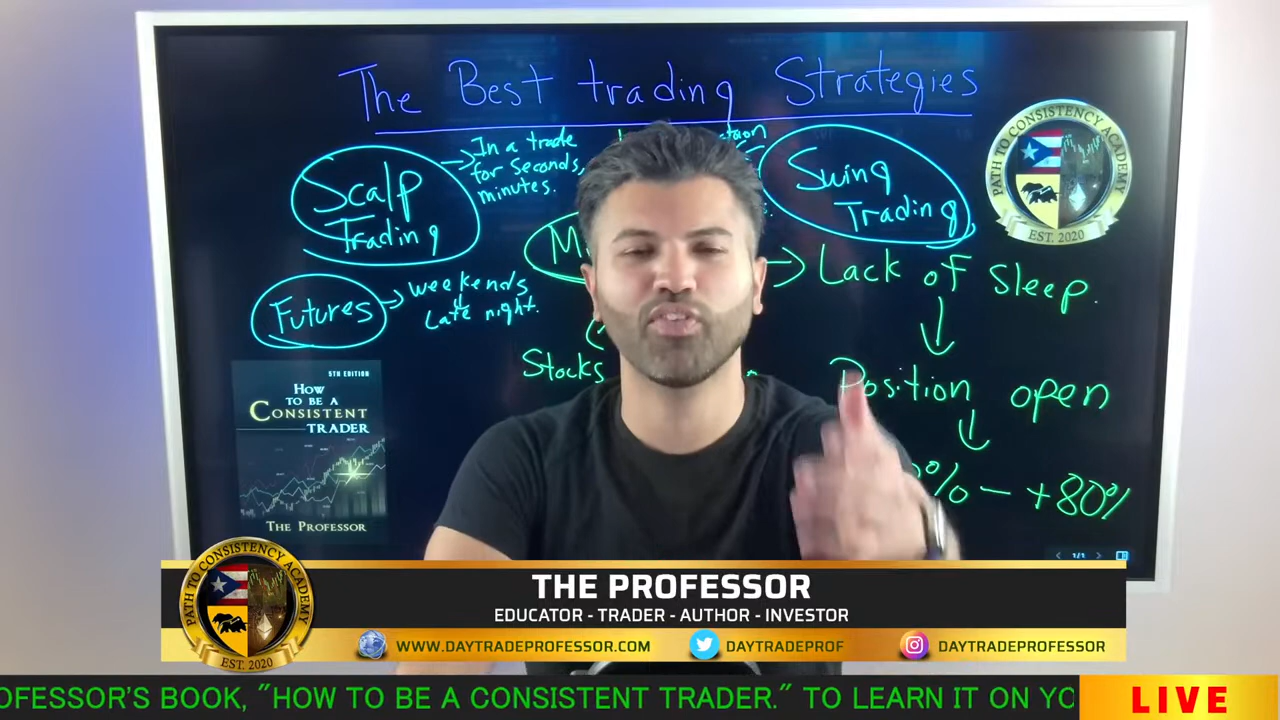 The Best trading Strategies
Scalp
Trading
In a trade
for Seconds,
minutes.
Swing
Trading
PATH TO CONSISTENCY ACADEMY
EST. 2020
Lack of Sleep.
Futures
weekends
Late night.
Stocks
Position open
% - +80%
5TH EDITION
HOW
TO BE A
CONSISTENT
TRADER
THE PROFESSOR
1/1
PATH TO CONSISTENCY ACADEMY
EST. 2020
THE PROFESSOR
EDUCATOR - TRADER - AUTHOR - INVESTOR
WWW.DAYTRADEPROFESSOR.COM
DAYTRADEPROF
DAYTRADEPROFESSOR
OFESSOR'S BOOK, "HOW TO BE A CONSISTENT TRADER." TO LEARN IT ON YO
LIVE